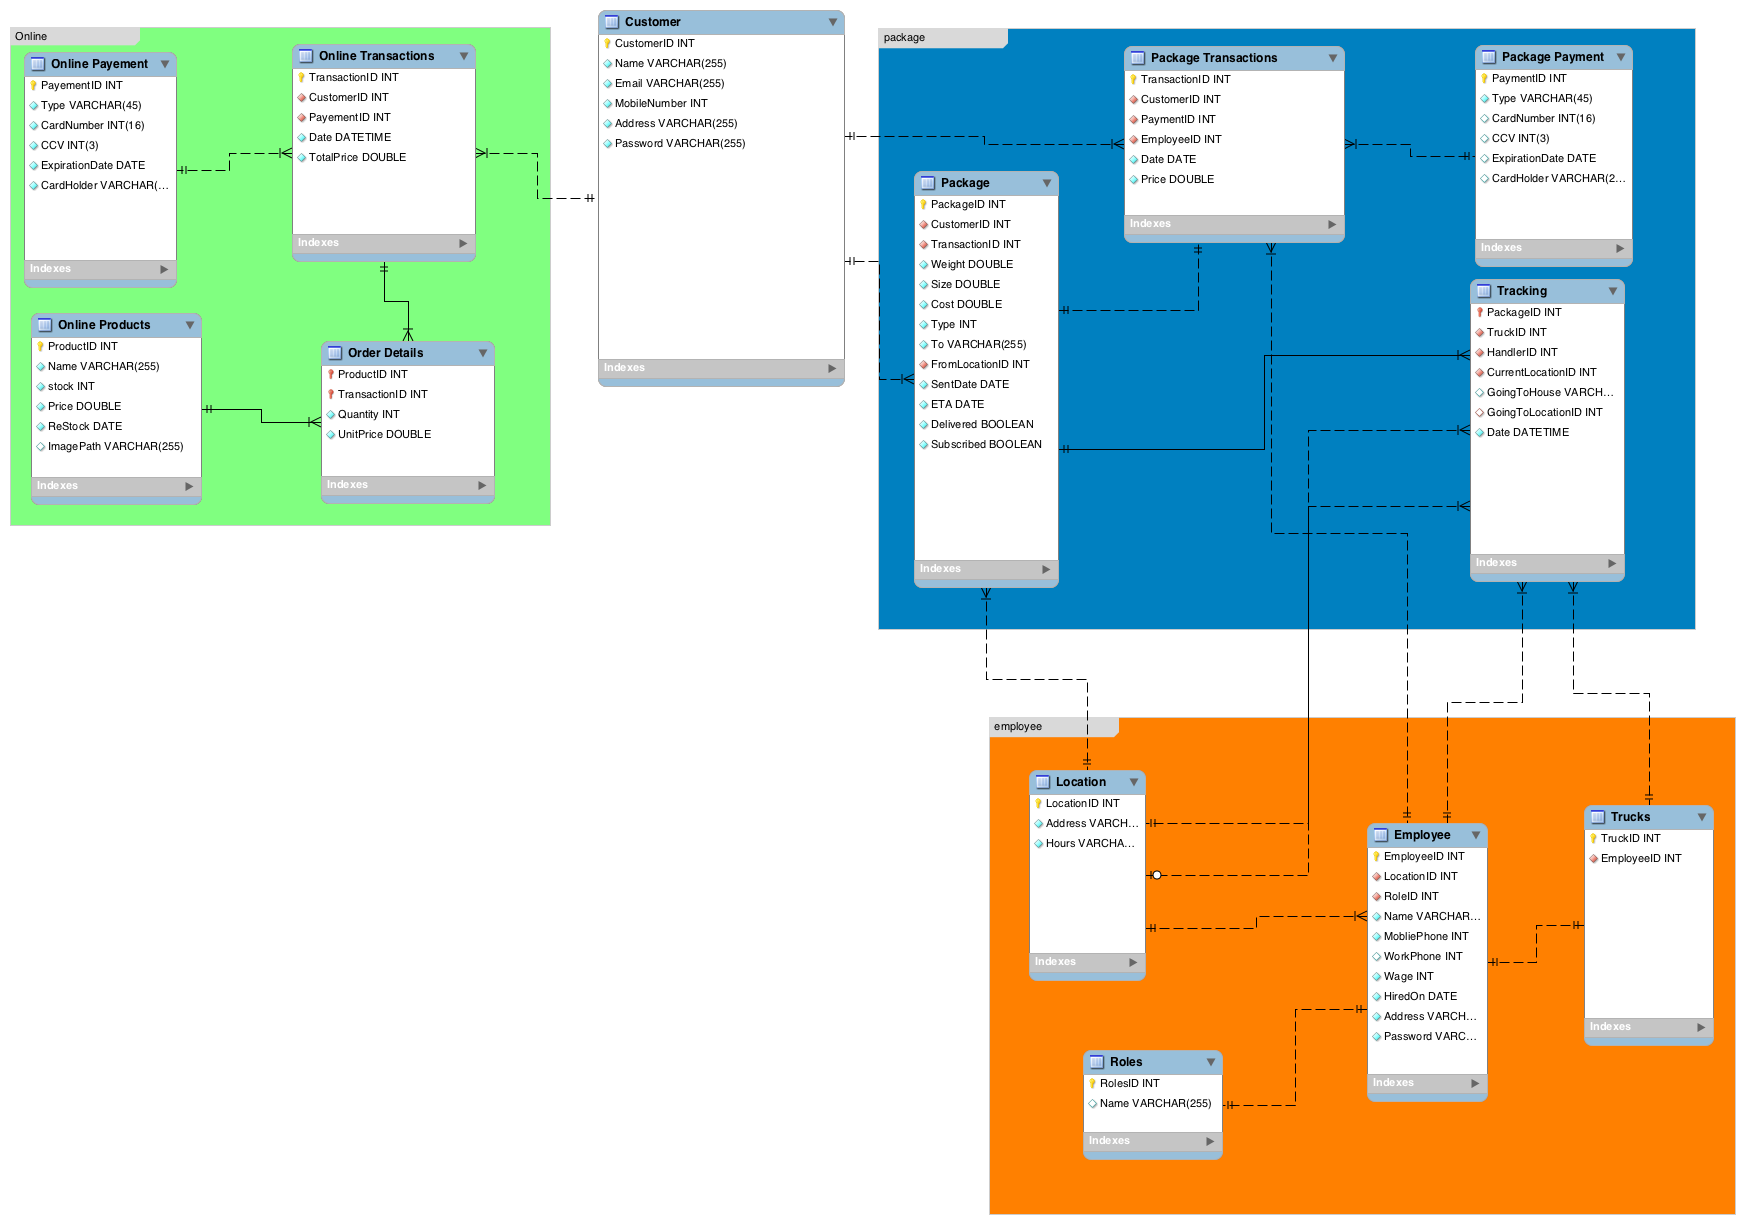 Online
Online Payement
PayementID INT
Type VARCHAR(45)
CardNumber INT(16)
CCV INT(3)
ExpirationDate DATE
CardHolder VARCHAR(...
Indexes
Online Transactions
TransactionID INT
CustomerID INT
PayementID INT
Date DATETIME
TotalPrice DOUBLE
Indexes
Online Products
ProductID INT
Name VARCHAR(255)
stock INT
Price DOUBLE
ReStock DATE
ImagePath VARCHAR(255)
Indexes
Order Details
ProductID INT
TransactionID INT
Quantity INT
UnitPrice DOUBLE
Indexes
Customer
CustomerID INT
Name VARCHAR(255)
Email VARCHAR(255)
MobileNumber INT
Address VARCHAR(255)
Password VARCHAR(255)
Indexes
package
Package
PackageID INT
CustomerID INT
TransactionID INT
Weight DOUBLE
Size DOUBLE
Cost DOUBLE
Type INT
To VARCHAR(255)
FromLocationID INT
SentDate DATE
ETA DATE
Delivered BOOLEAN
Subscribed BOOLEAN
Indexes
Package Transactions
TransactionID INT
CustomerID INT
PaymentID INT
EmployeeID INT
Date DATE
Price DOUBLE
Indexes
Package Payment
PaymentID INT
Type VARCHAR(45)
CardNumber INT(16)
CCV INT(3)
ExpirationDate DATE
CardHolder VARCHAR(2...
Indexes
Tracking
PackageID INT
TruckID INT
HandlerID INT
CurrentLocationID INT
GoingToHouse VARCH...
GoingToLocationID INT
Date DATETIME
Indexes
employee
Location
LocationID INT
Address VARCH...
Hours VARCHA...
Indexes
Employee
EmployeeID INT
LocationID INT
RoleID INT
Name VARCHAR...
MobliePhone INT
WorkPhone INT
Wage INT
HiredOn DATE
Address VARCH...
Password VARC...
Indexes
Trucks
TruckID INT
EmployeeID INT
Indexes
Roles
RolesID INT
Name VARCHAR(255)
Indexes